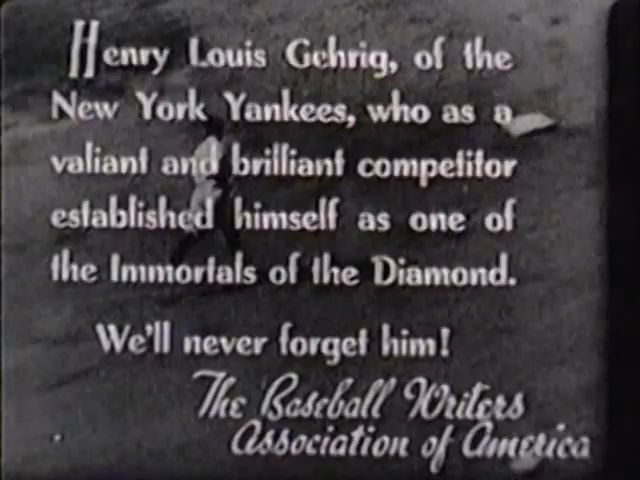 Henry Louis Gehrig, of the
New York Yankees, who as a
valiant and brilliant competitor
established himself as one of
the Immortals of the Diamond.
We'll never forget him!
The Baseball Writers
Association of America